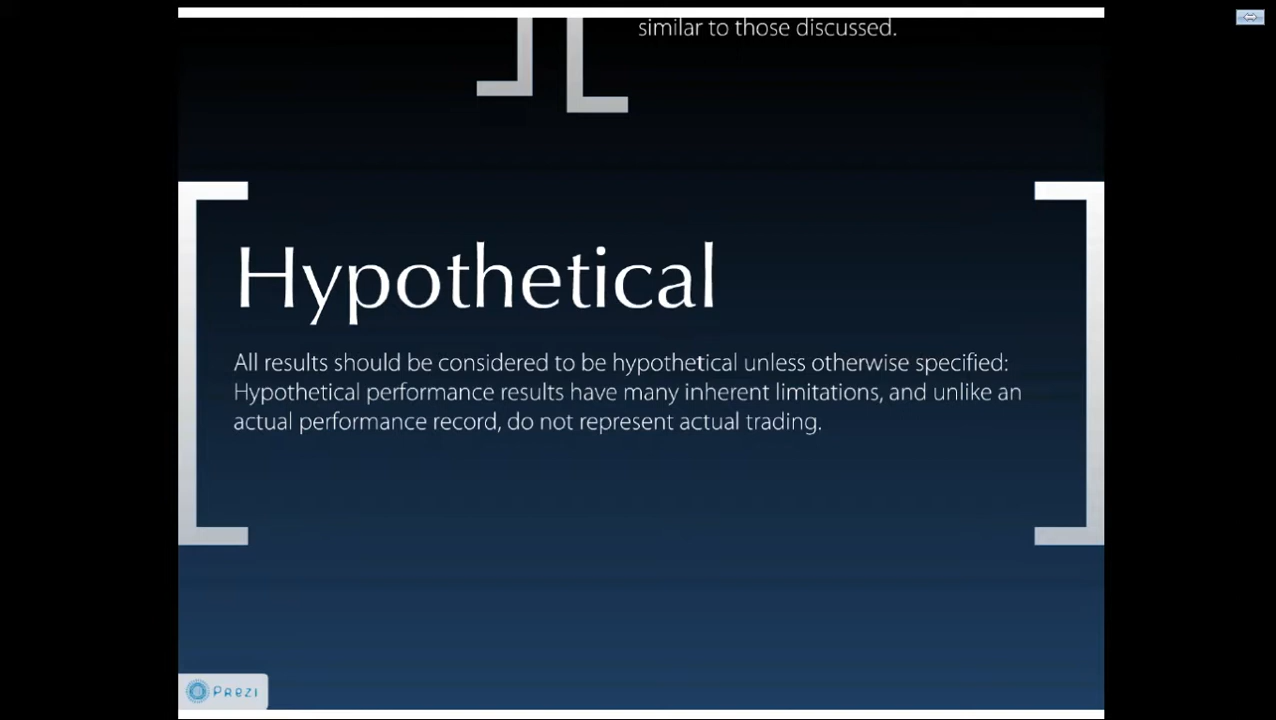 similar to those discussed.
Hypothetical
All results should be considered to be hypothetical unless otherwise specified:
Hypothetical performance results have many inherent limitations, and unlike an
actual performance record, do not represent actual trading.
Prezi